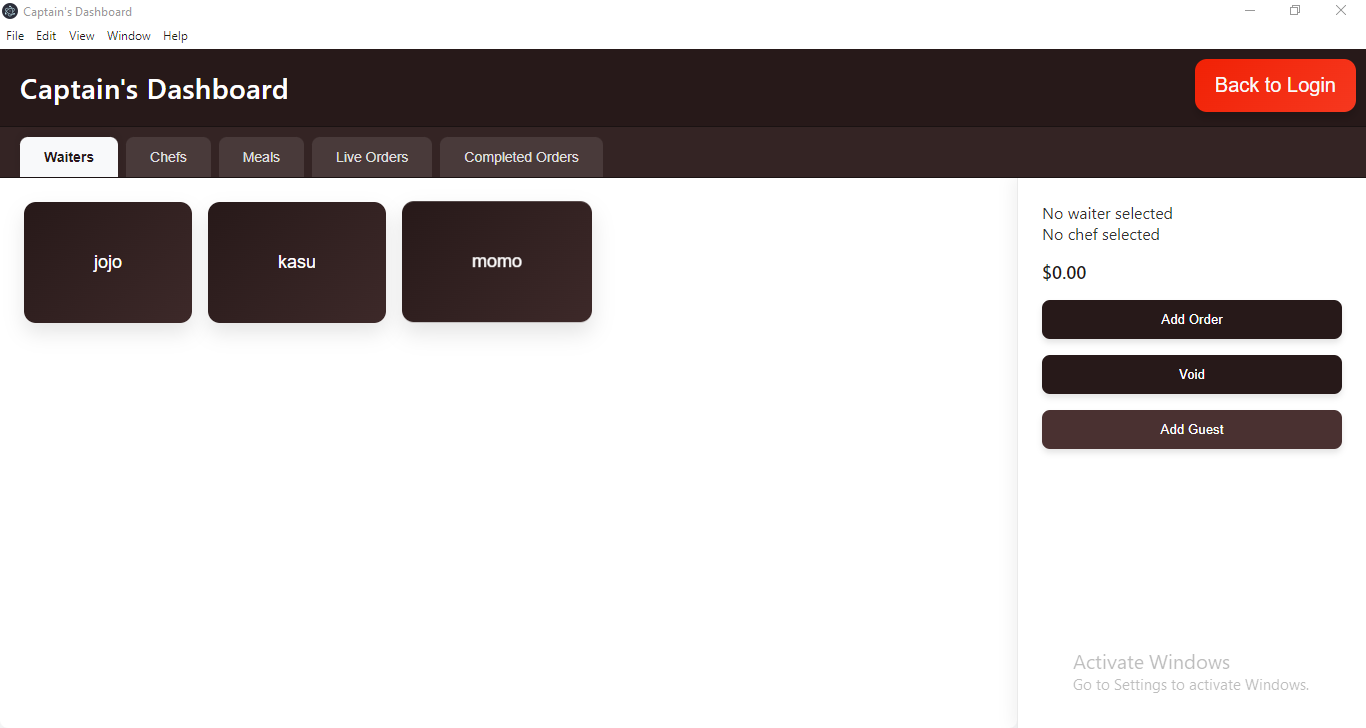 Captain's Dashboard
File Edit View Window Help
Captain's Dashboard
Back to Login
Waiters Chefs Meals Live Orders Completed Orders
jojo kasu momo
No waiter selected
No chef selected
$0.00
Add Order
Void
Add Guest
Activate Windows
Go to Settings to activate Windows.